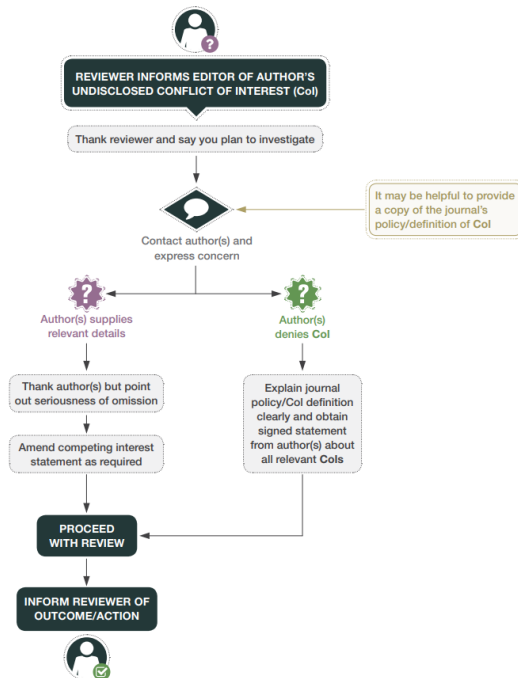 ?
REVIEWER INFORMS EDITOR OF AUTHOR'S
UNDISCLOSED CONFLICT OF INTEREST (CoI)
Thank reviewer and say you plan to investigate
It may be helpful to provide
a copy of the journal's
policy/definition of CoI
Contact author(s) and
express concern
?
Author(s) supplies
relevant details
?
Author(s)
denies CoI
Thank author(s) but point
out seriousness of omission
Amend competing interest
statement as required
Explain journal
policy/CoI definition
clearly and obtain
signed statement
from author(s) about
all relevant CoIs
PROCEED
WITH REVIEW
INFORM REVIEWER OF
OUTCOME/ACTION